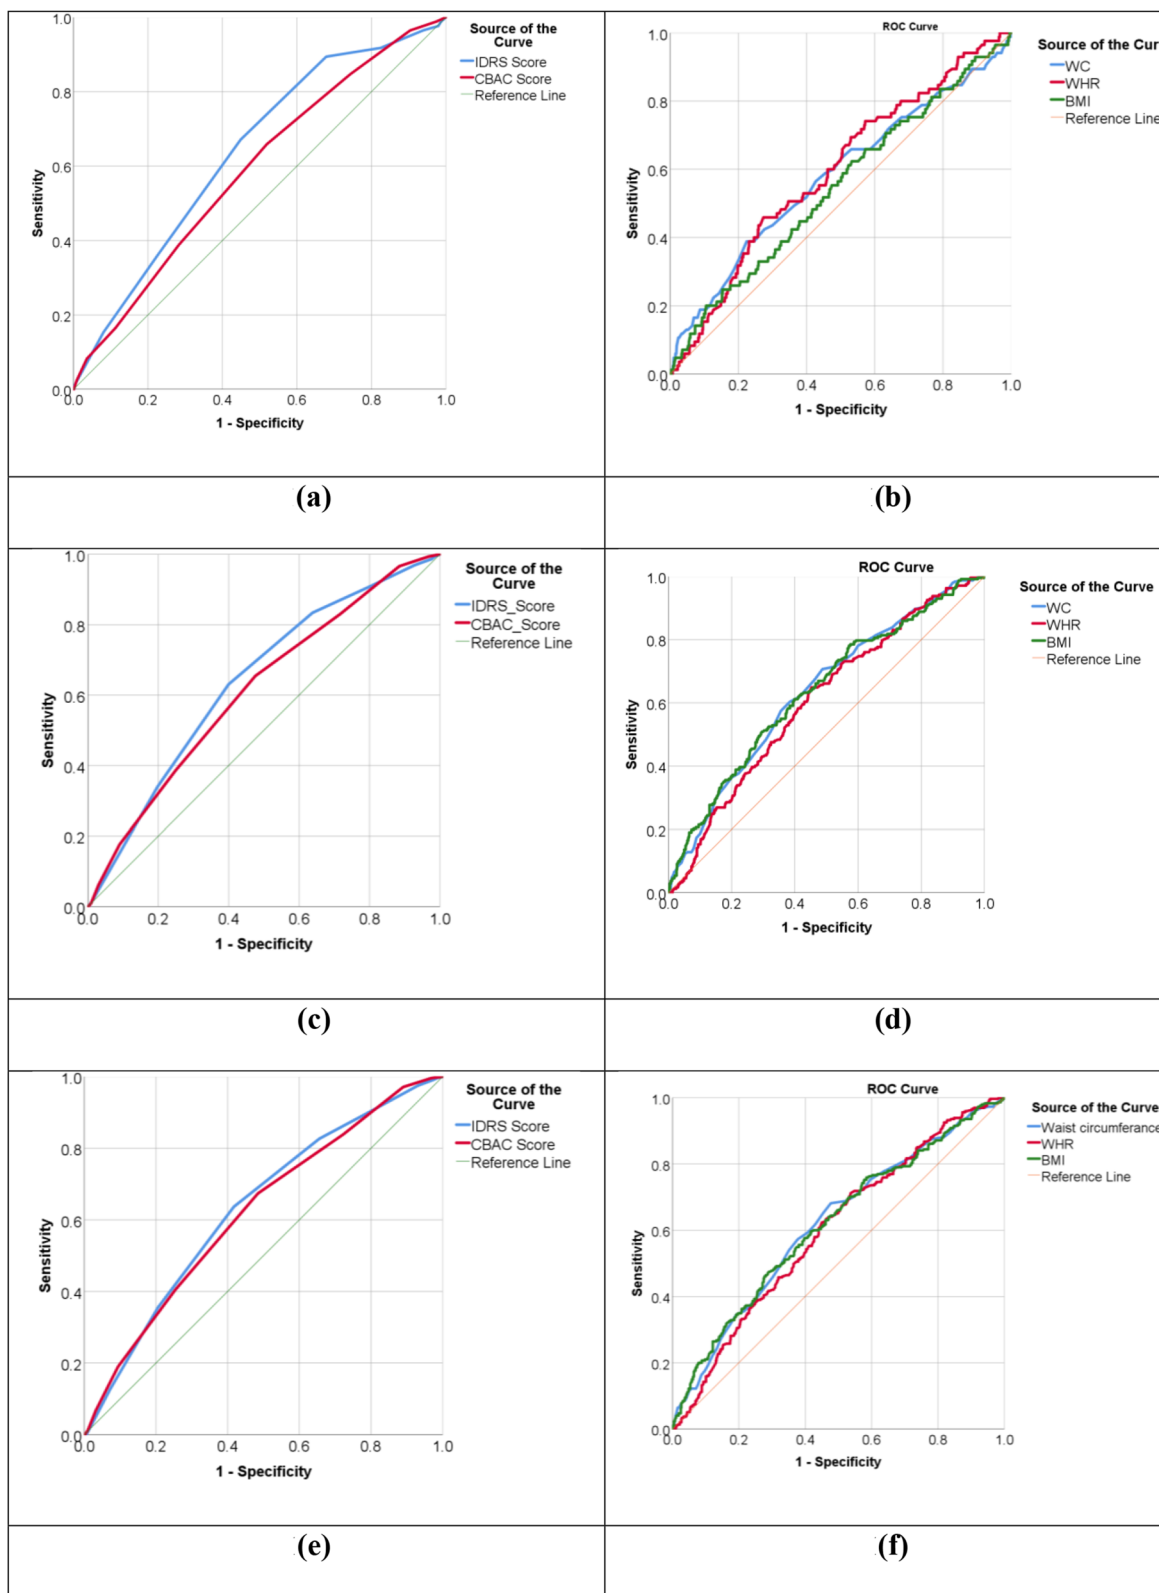 Source of the
Curve
IDRS Score
CBAC Score
Reference Line
1.0
0.8
0.6
0.4
0.2
0.0
Sensitivity
0.0 0.2 0.4 0.6 0.8 1.0
1 - Specificity
(a)
ROC Curve
Source of the Cur
WC
WHR
BMI
Reference Line
1.0
0.8
0.6
0.4
0.2
0.0
Sensitivity
0.0 0.2 0.4 0.6 0.8 1.0
1 - Specificity
(b)
Source of the
Curve
IDRS_Score
CBAC_Score
Reference Line
1.0
0.8
0.6
0.4
0.2
0.0
Sensitivity
0.0 0.2 0.4 0.6 0.8 1.0
1 - Specificity
(c)
ROC Curve
Source of the Curve
WC
WHR
BMI
Reference Line
1.0
0.8
0.6
0.4
0.2
0.0
Sensitivity
0.0 0.2 0.4 0.6 0.8 1.0
1 - Specificity
(d)
Source of the
Curve
IDRS Score
CBAC Score
Reference Line
1.0
0.8
0.6
0.4
0.2
0.0
Sensitivity
0.0 0.2 0.4 0.6 0.8 1.0
1 - Specificity
(e)
ROC Curve
Source of the Curve
Waist circumferance
WHR
BMI
Reference Line
1.0
0.8
0.6
0.4
0.2
0.0
Sensitivity
0.0 0.2 0.4 0.6 0.8 1.0
1 - Specificity
(f)